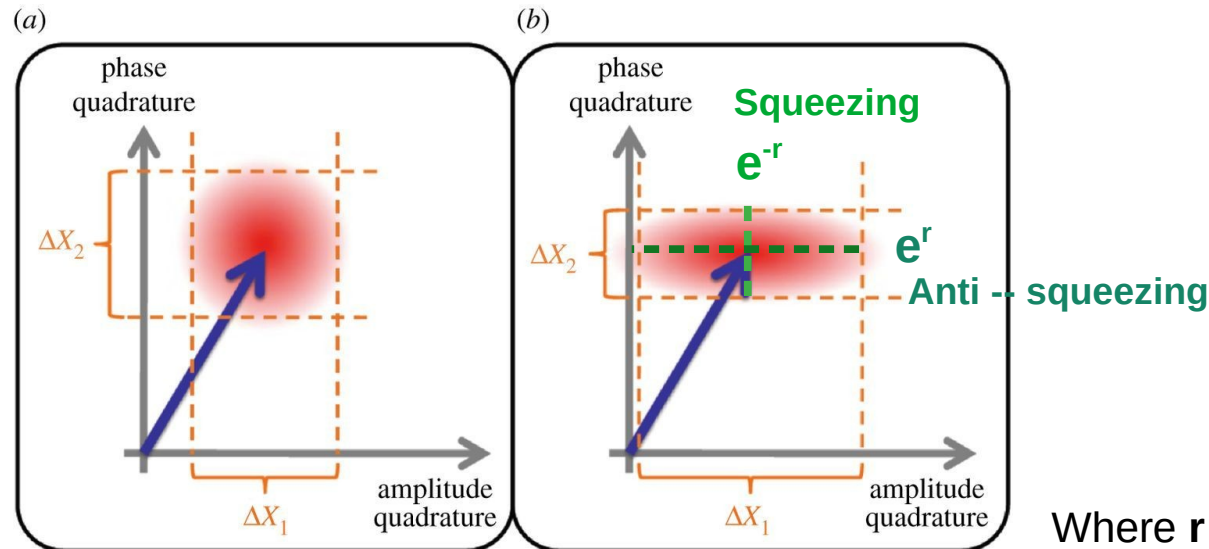 (a)
phase
quadrature
ΔX₂
ΔX₁
amplitude
quadrature
(b)
phase
quadrature
Squeezing
e⁻ʳ
eʳ
Anti -- squeezing
ΔX₂
ΔX₁
amplitude
quadrature
Where r